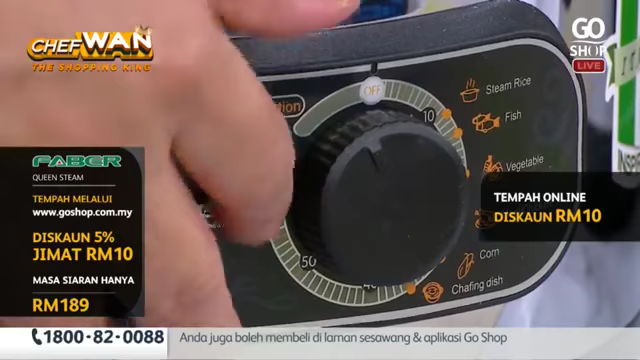 CHEF WAN
THE SHOPPING KING
GO
SHOP
LIVE
OFF
10
Steam Rice
Fish
Vegetable
Corn
Chafing dish
50
FABER
QUEEN STEAM
TEMPAH MELALUI
www.goshop.com.my
DISKAUN 5%
JIMAT RM10
MASA SIARAN HANYA
RM189
TEMPAH ONLINE
DISKAUN RM10
1800-82-0088
Anda juga boleh membeli di laman sesawang & aplikasi Go Shop